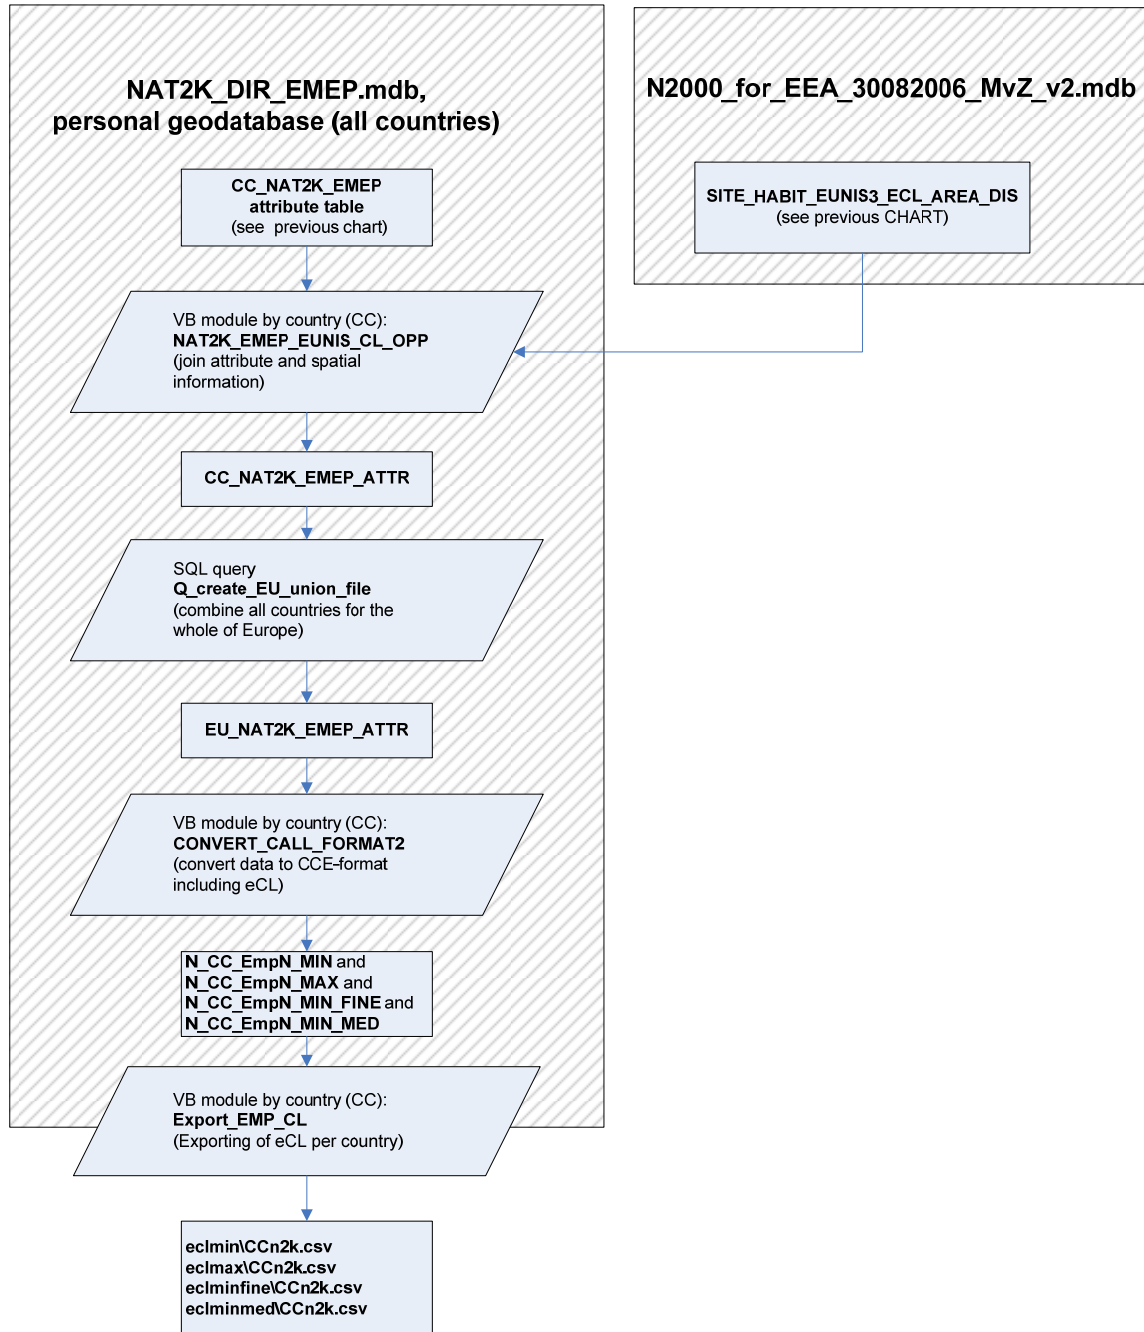 NAT2K_DIR_EMEP.mdb,
personal geodatabase (all countries)
CC_NAT2K_EMEP
attribute table
(see previous chart)
VB module by country (CC):
NAT2K_EMEP_EUNIS_CL_OPP
(join attribute and spatial
information)
CC_NAT2K_EMEP_ATTR
SQL query
Q_create_EU_union_file
(combine all countries for the
whole of Europe)
EU_NAT2K_EMEP_ATTR
VB module by country (CC):
CONVERT_CALL_FORMAT2
(convert data to CCE-format
including eCL)
N_CC_EmpN_MIN and
N_CC_EmpN_MAX and
N_CC_EmpN_MIN_FINE and
N_CC_EmpN_MIN_MED
VB module by country (CC):
Export_EMP_CL
(Exporting of eCL per country)
eclmin\CCn2k.csv
eclmax\CCn2k.csv
eclminfine\CCn2k.csv
eclminmed\CCn2k.csv
N2000_for_EEA_30082006_MvZ_v2.mdb
SITE_HABIT_EUNIS3_ECL_AREA_DIS
(see previous CHART)